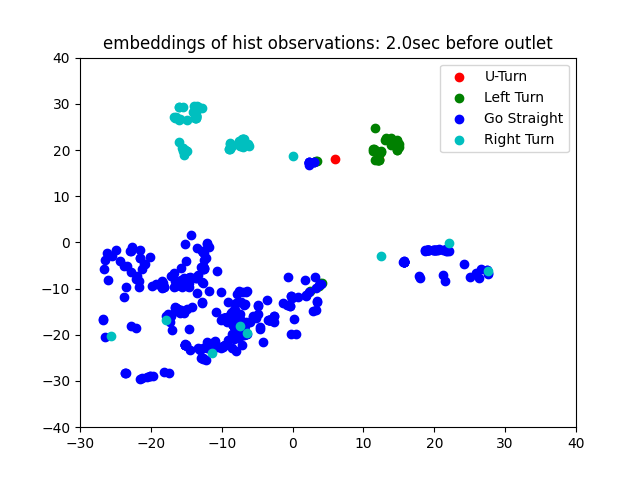 embeddings of hist observations: 2.0sec before outlet
U-Turn
Left Turn
Go Straight
Right Turn
40
30
20
10
0
−10
−20
−30
−40
−30 −20 −10 0 10 20 30 40